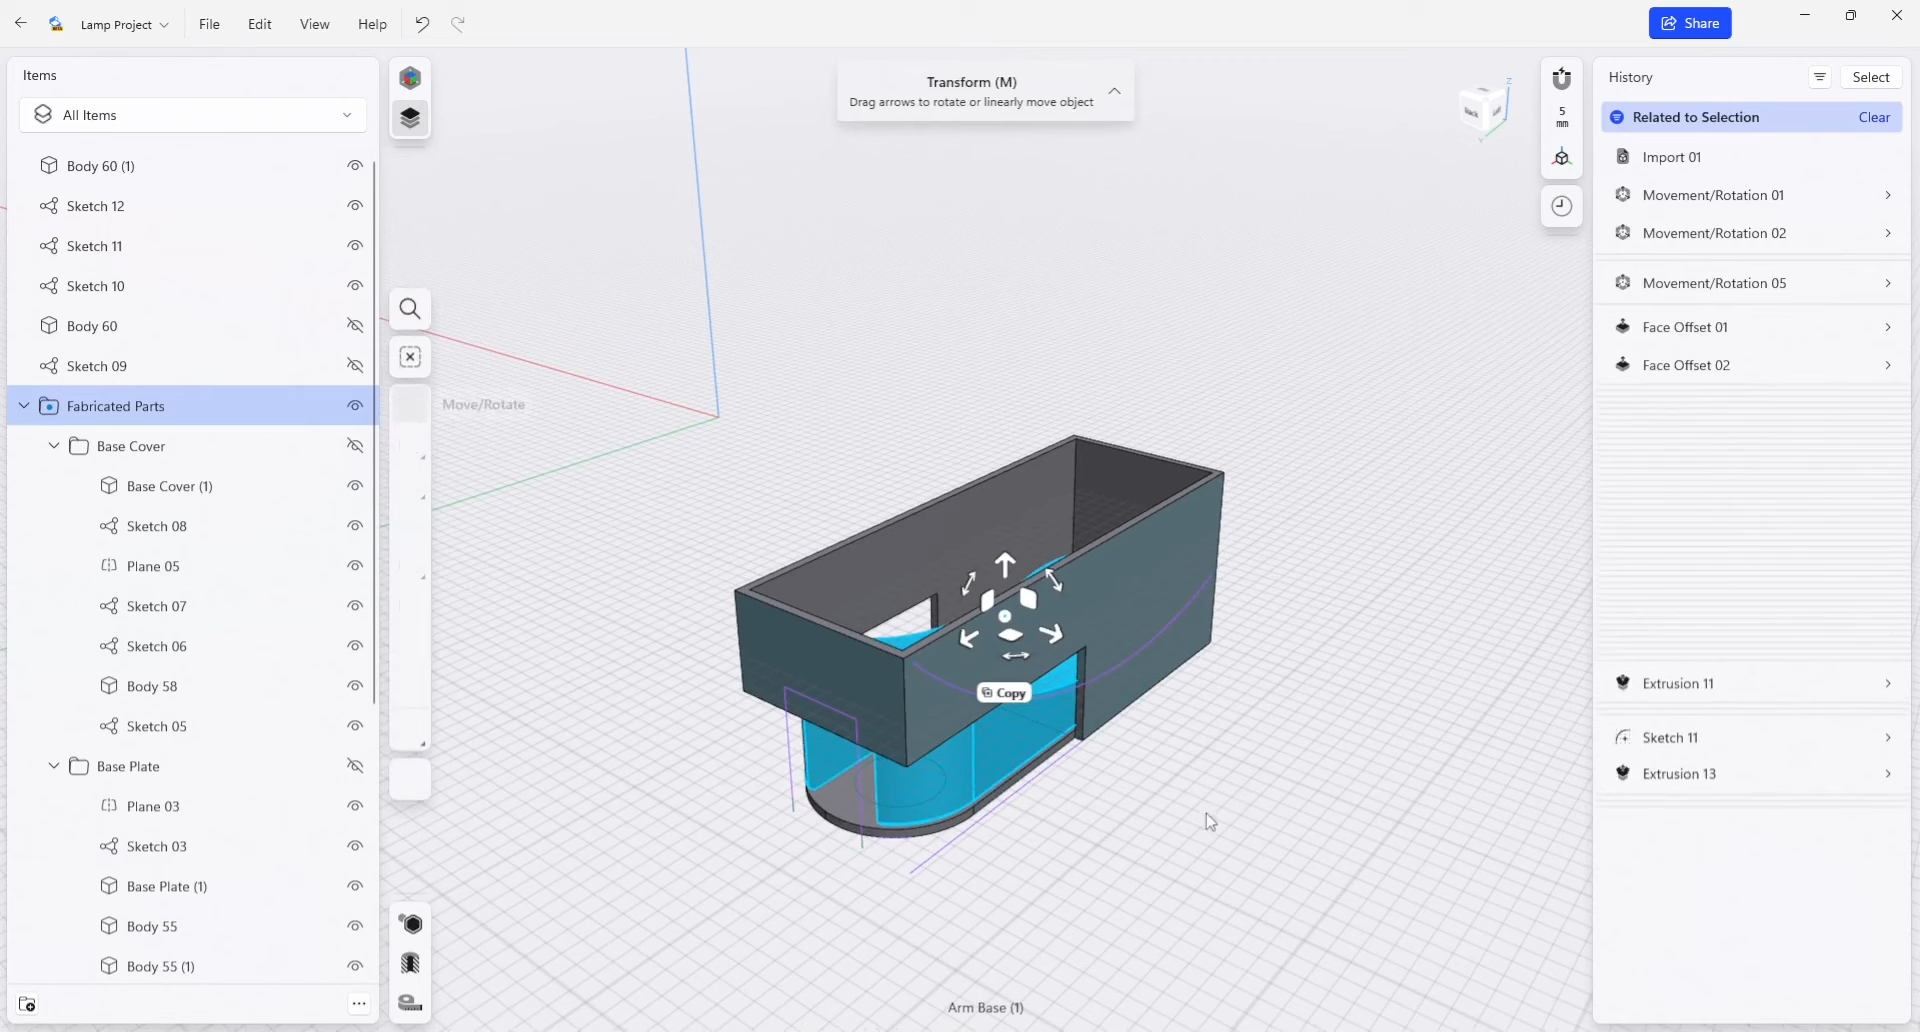 Lamp Project
File
Edit
View
Help
Share
Items
All Items
Body 60 (1)
Sketch 12
Sketch 11
Sketch 10
Body 60
Sketch 09
Fabricated Parts
Base Cover
Base Cover (1)
Sketch 08
Plane 05
Sketch 07
Sketch 06
Body 58
Sketch 05
Base Plate
Plane 03
Sketch 03
Base Plate (1)
Body 55
Body 55 (1)
Move/Rotate
Transform (M)
Drag arrows to rotate or linearly move object
Z
Back
Copy
Arm Base (1)
5
mm
History
Select
Related to Selection
Clear
Import 01
Movement/Rotation 01
Movement/Rotation 02
Movement/Rotation 05
Face Offset 01
Face Offset 02
Extrusion 11
Sketch 11
Extrusion 13